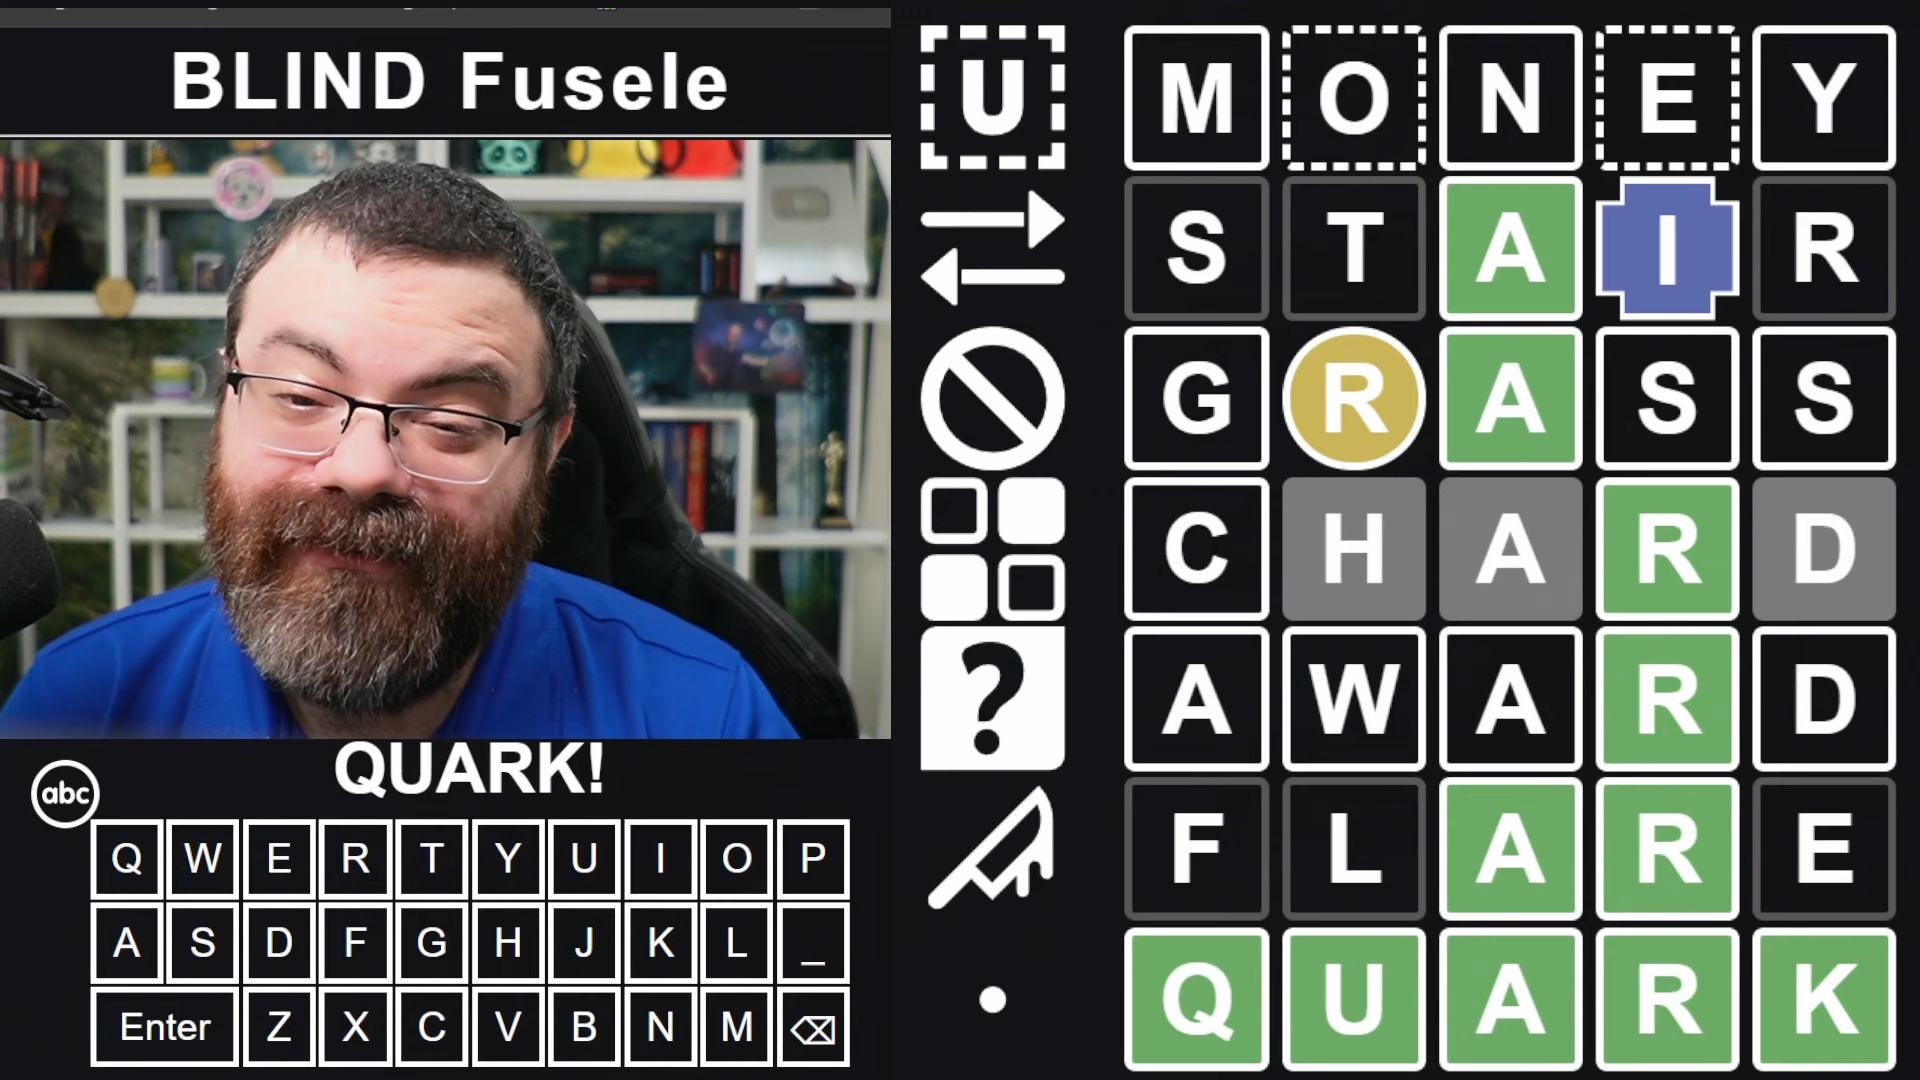 BLIND Fusele
QUARK!
abc
Q W E R T Y U I O P
A S D F G H J K L _
Enter Z X C V B N M ⌫
U M O N E Y
S T A I R
G R A S S
C H A R D
? A W A R D
F L A R E
Q U A R K